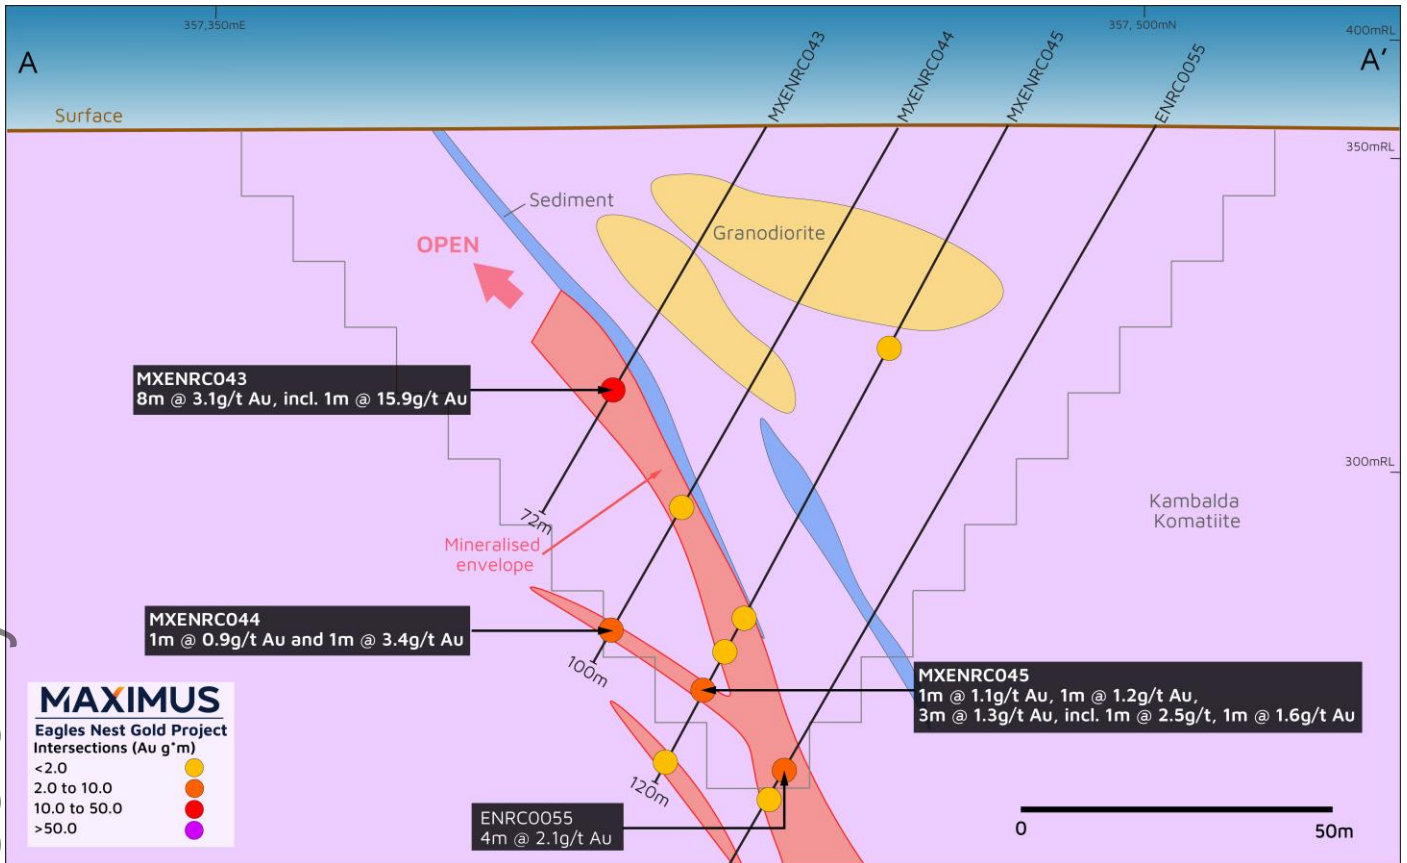 357,350mE
357, 500mN
400mRL
A
A′
MXENRC043
MXENRC044
MXENRC045
ENRC0055
Surface
350mRL
Sediment
Granodiorite
OPEN
MXENRC043
8m @ 3.1g/t Au, incl. 1m @ 15.9g/t Au
300mRL
Kambalda
Komatiite
72m
Mineralised
envelope
MXENRC044
1m @ 0.9g/t Au and 1m @ 3.4g/t Au
100m
MXENRC045
1m @ 1.1g/t Au, 1m @ 1.2g/t Au,
3m @ 1.3g/t Au, incl. 1m @ 2.5g/t, 1m @ 1.6g/t Au
MAXIMUS
Eagles Nest Gold Project
Intersections (Au g*m)
<2.0
2.0 to 10.0
10.0 to 50.0
>50.0
120m
ENRC0055
4m @ 2.1g/t Au
0
50m